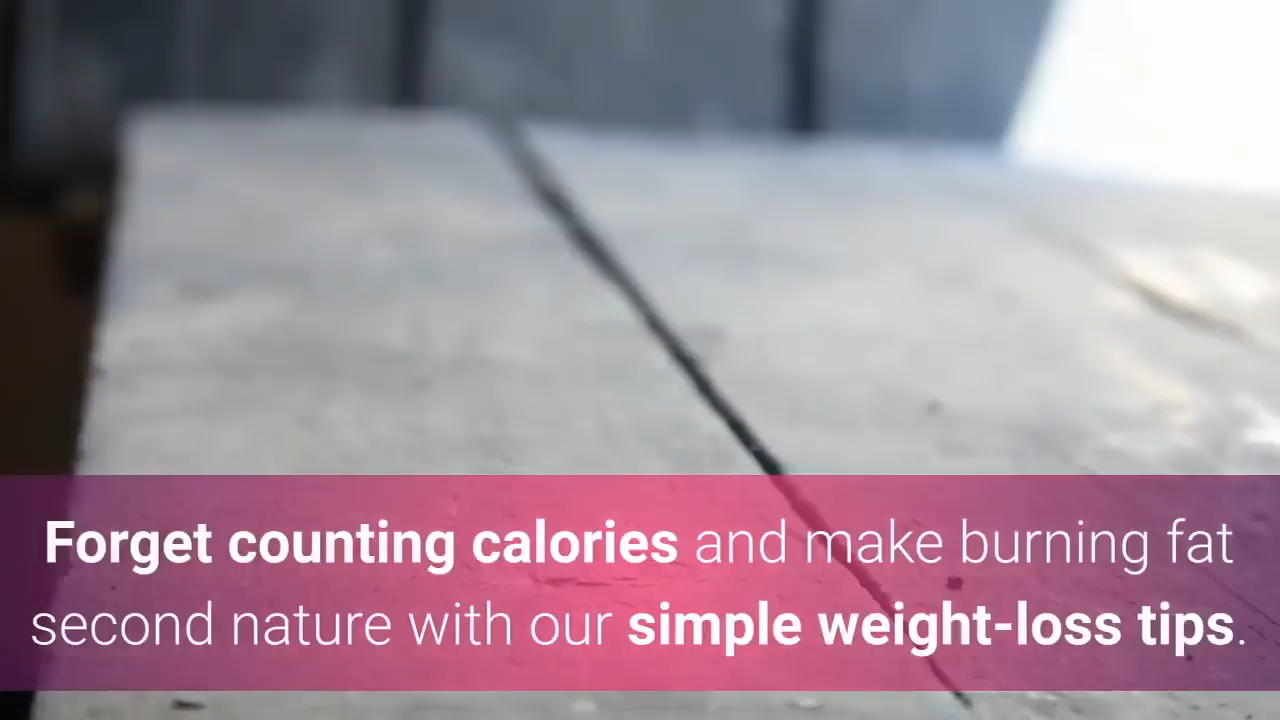 Forget counting calories and make burning fat
second nature with our simple weight-loss tips.